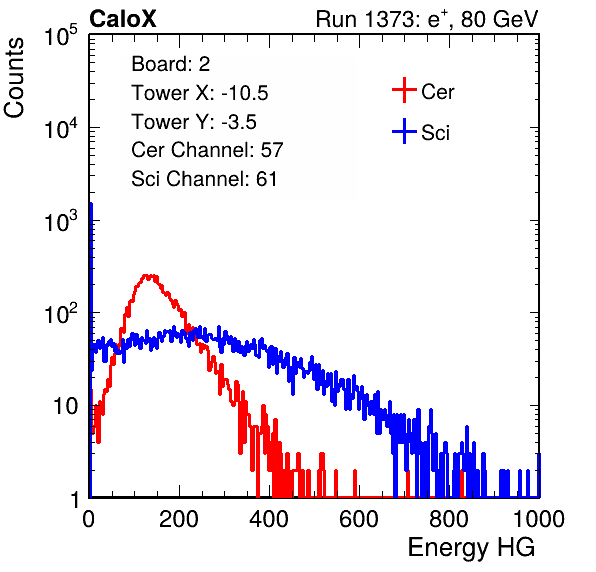 CaloX
Run 1373: e⁺, 80 GeV
Counts
10⁵
10⁴
10³
10²
10
1
Board: 2
Tower X: -10.5
Tower Y: -3.5
Cer Channel: 57
Sci Channel: 61
Cer
Sci
0 200 400 600 800 1000
Energy HG